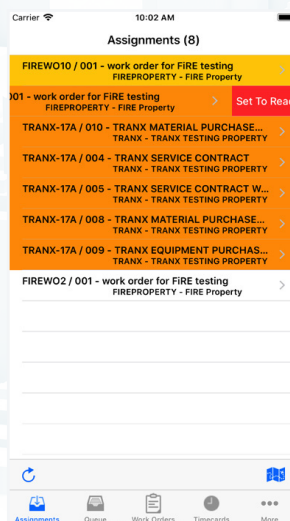 Carrier 10:02 AM
Assignments (8)
FIREWO10 / 001 - work order for FiRE testing
FIREPROPERTY - FIRE Property
001 - work order for FiRE testing
FIREPROPERTY - FIRE Property
Set To Read
TRANX-17A / 010 - TRANX MATERIAL PURCHASE...
TRANX - TRANX TESTING PROPERTY
TRANX-17A / 004 - TRANX SERVICE CONTRACT
TRANX - TRANX TESTING PROPERTY
TRANX-17A / 005 - TRANX SERVICE CONTRACT W...
TRANX - TRANX TESTING PROPERTY
TRANX-17A / 008 - TRANX MATERIAL PURCHASE...
TRANX - TRANX TESTING PROPERTY
TRANX-17A / 009 - TRANX EQUIPMENT PURCHAS...
TRANX - TRANX TESTING PROPERTY
FIREWO2 / 001 - work order for FiRE testing
FIREPROPERTY - FIRE Property
Assignments Queue Work Orders Timecards More